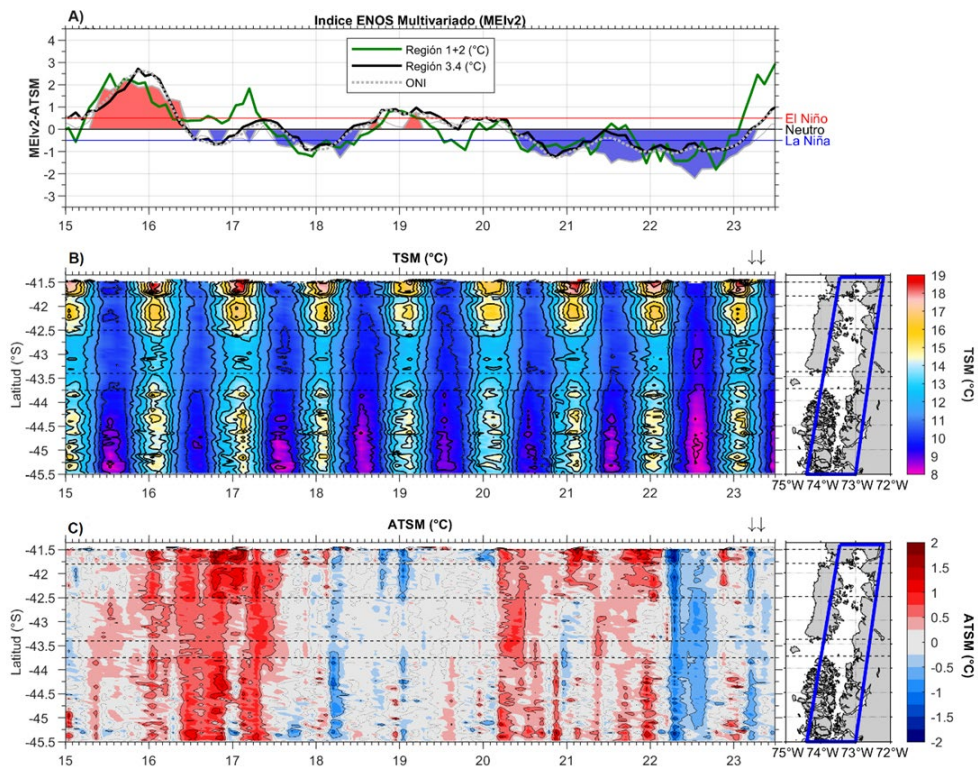 A)
Indice ENOS Multivariado (MEIv2)
Región 1+2 (°C)
Región 3.4 (°C)
ONI
MEIv2-ATSM
4
3
2
1
0
-1
-2
-3
El Niño
Neutro
La Niña
15 16 17 18 19 20 21 22 23
B)
TSM (°C)
Latitud (°S)
-41.5
-42
-42.5
-43
-43.5
-44
-44.5
-45
-45.5
15 16 17 18 19 20 21 22 23
75°W 74°W 73°W 72°W
19
18
17
16
15
14
13
12
11
10
9
8
TSM (°C)
C)
ATSM (°C)
Latitud (°S)
-41.5
-42
-42.5
-43
-43.5
-44
-44.5
-45
-45.5
15 16 17 18 19 20 21 22 23
75°W 74°W 73°W 72°W
2
1.5
1
0.5
0
-0.5
-1
-1.5
-2
ATSM (°C)